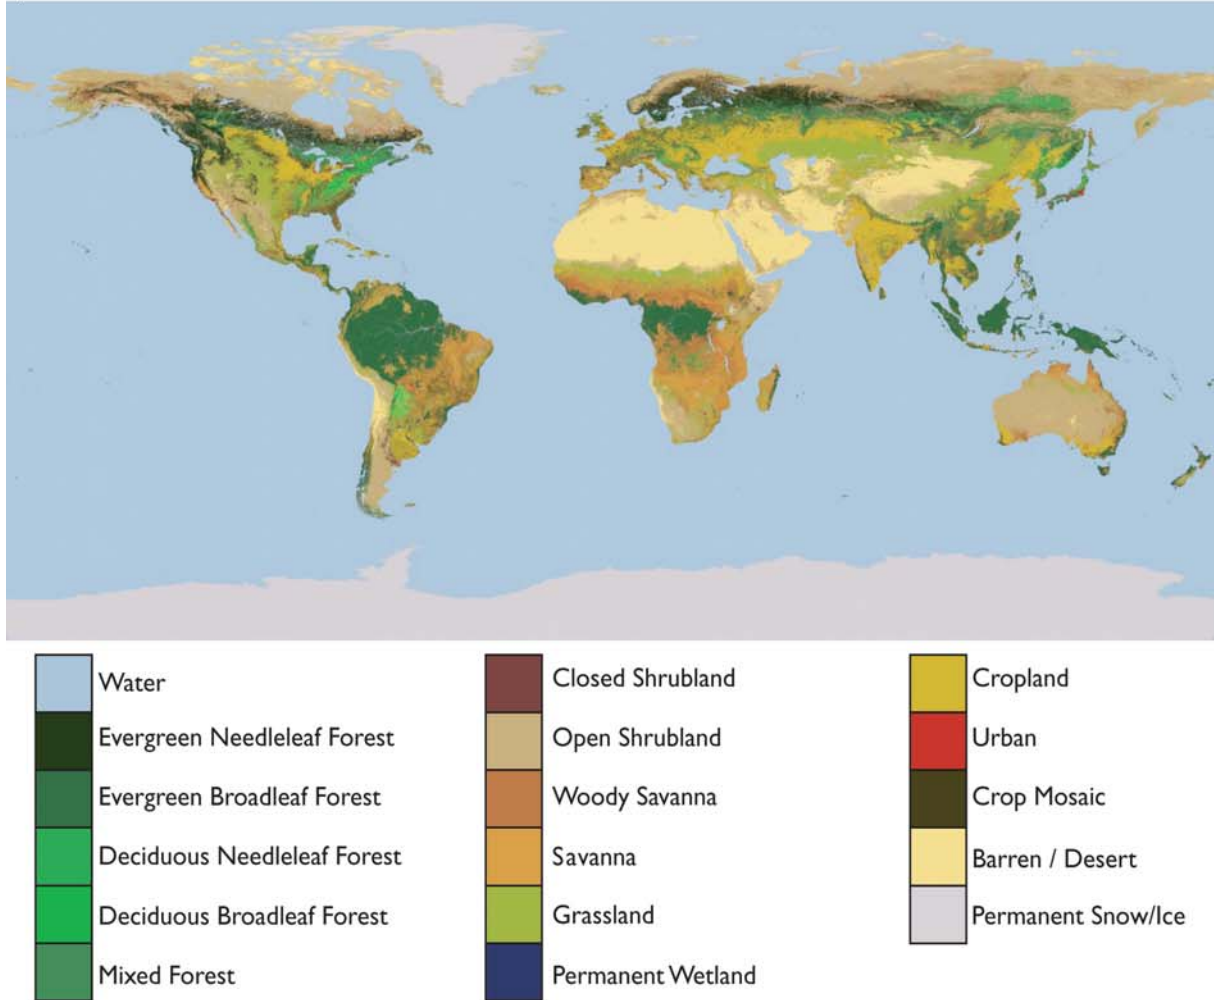 Water
Evergreen Needleleaf Forest
Evergreen Broadleaf Forest
Deciduous Needleleaf Forest
Deciduous Broadleaf Forest
Mixed Forest
Closed Shrubland
Open Shrubland
Woody Savanna
Savanna
Grassland
Permanent Wetland
Cropland
Urban
Crop Mosaic
Barren / Desert
Permanent Snow/Ice